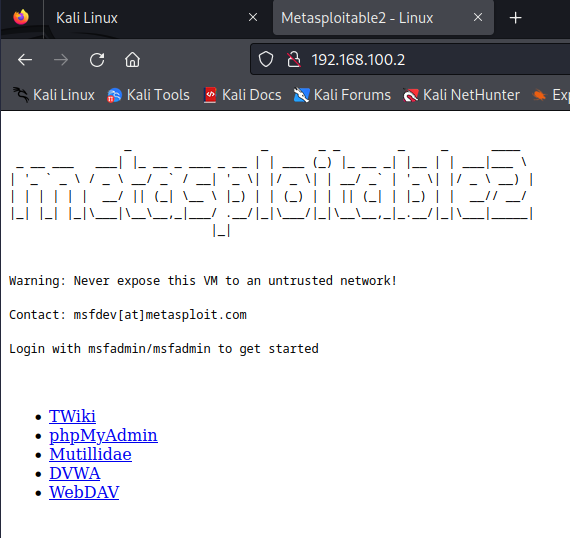 Kali Linux
Metasploitable2 - Linux
192.168.100.2
Kali Linux
Kali Tools
Kali Docs
Kali Forums
Kali NetHunter
Exp
metasploitable2
Warning: Never expose this VM to an untrusted network!
Contact: msfdev[at]metasploit.com
Login with msfadmin/msfadmin to get started
TWiki
phpMyAdmin
Mutillidae
DVWA
WebDAV